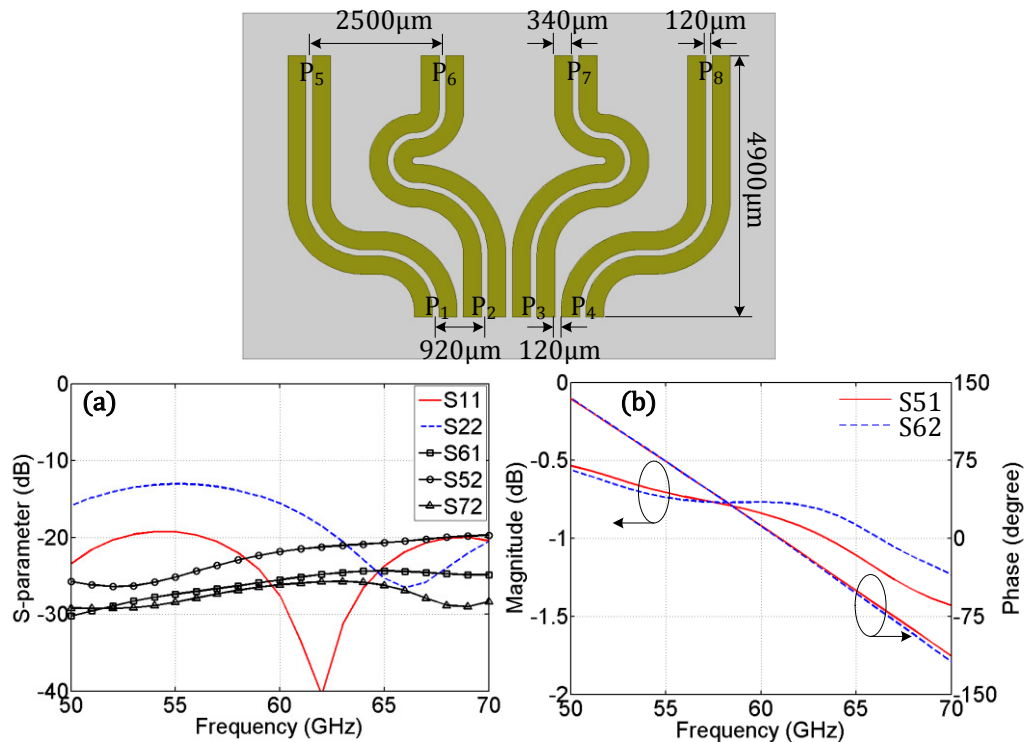 2500μm 340μm 120μm
P5 P6 P7 P8
4900μm
P1 P2 P3 P4
920μm 120μm
(a)
S11
S22
S61
S52
S72
0
-10
-20
-30
-40
S-parameter (dB)
50 55 60 65 70
Frequency (GHz)
(b)
S51
S62
0
-0.5
-1
-1.5
-2
Magnitude (dB)
150
75
0
-75
-150
Phase (degree)
50 55 60 65 70
Frequency (GHz)